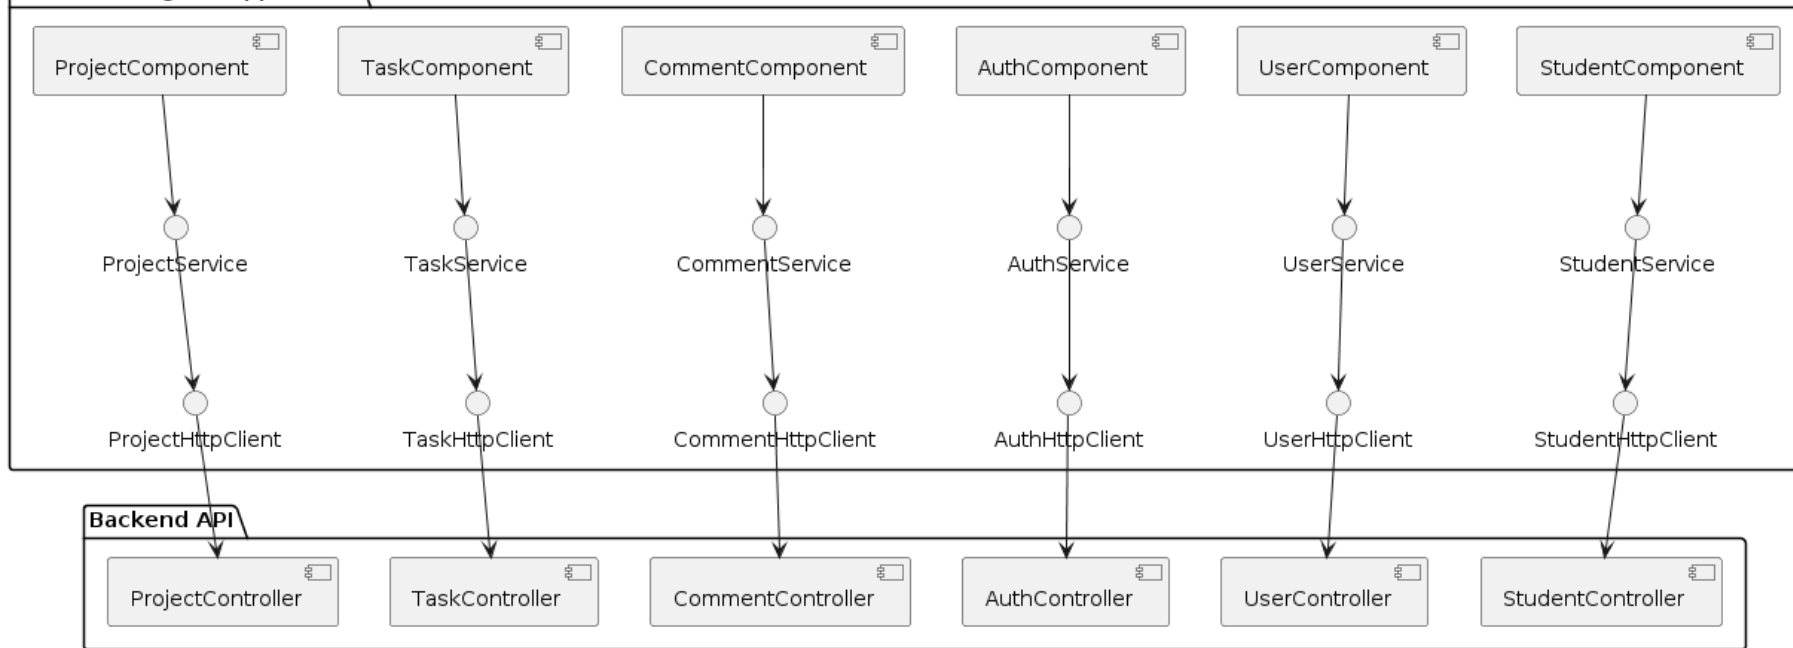 ProjectComponent
TaskComponent
CommentComponent
AuthComponent
UserComponent
StudentComponent
ProjectService
TaskService
CommentService
AuthService
UserService
StudentService
ProjectHttpClient
TaskHttpClient
CommentHttpClient
AuthHttpClient
UserHttpClient
StudentHttpClient
Backend API
ProjectController
TaskController
CommentController
AuthController
UserController
StudentController